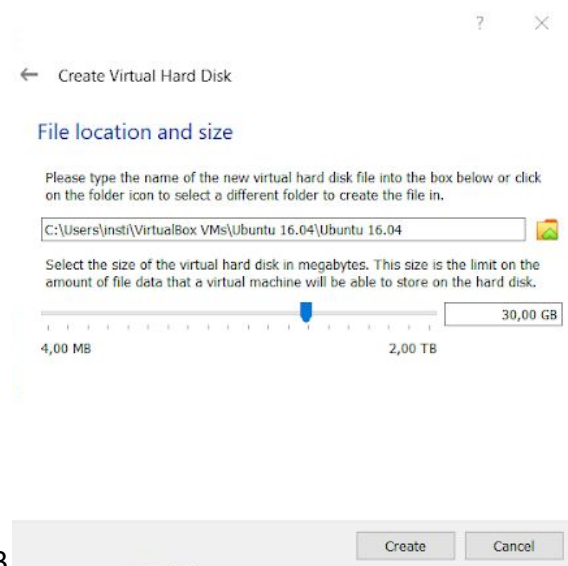 ?
← Create Virtual Hard Disk
File location and size
Please type the name of the new virtual hard disk file into the box below or click
on the folder icon to select a different folder to create the file in.
C:\Users\insti\VirtualBox VMs\Ubuntu 16.04\Ubuntu 16.04
Select the size of the virtual hard disk in megabytes. This size is the limit on the
amount of file data that a virtual machine will be able to store on the hard disk.
30,00 GB
4,00 MB 2,00 TB
Create Cancel